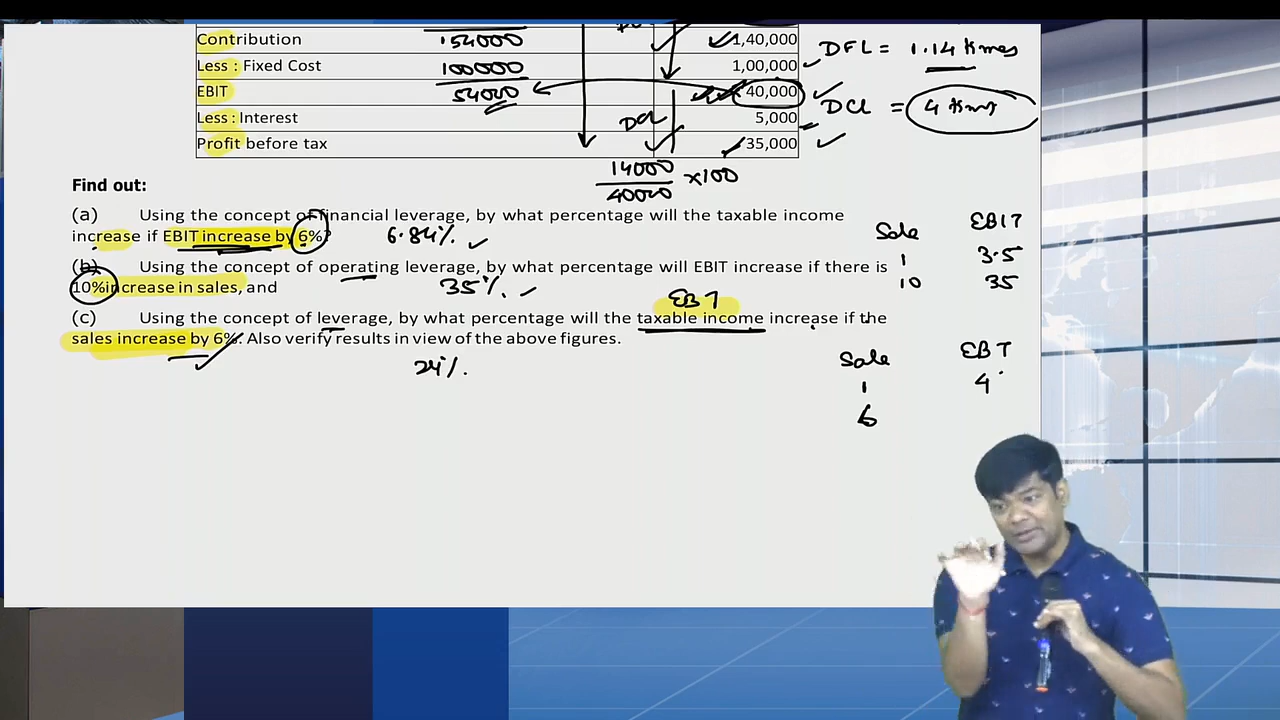 Contribution 154000 1,40,000 DFL = 1.14 times
Less : Fixed Cost 100000 1,00,000
EBIT 54000 40,000
DCL = 4 times
Less : Interest 5,000
Profit before tax 35,000
14000
40000 ×100
Find out:
(a) Using the concept of financial leverage, by what percentage will the taxable income
increase if EBIT increase by 6%? 6.84%.
(b) Using the concept of operating leverage, by what percentage will EBIT increase if there is
10%increase in sales, and 35%.
(c) Using the concept of leverage, by what percentage will the taxable income increase if the
sales increase by 6%. Also verify results in view of the above figures.
24%.
EBT
Sale EBIT
1 3.5
10 35
Sale EBT
1 4
6